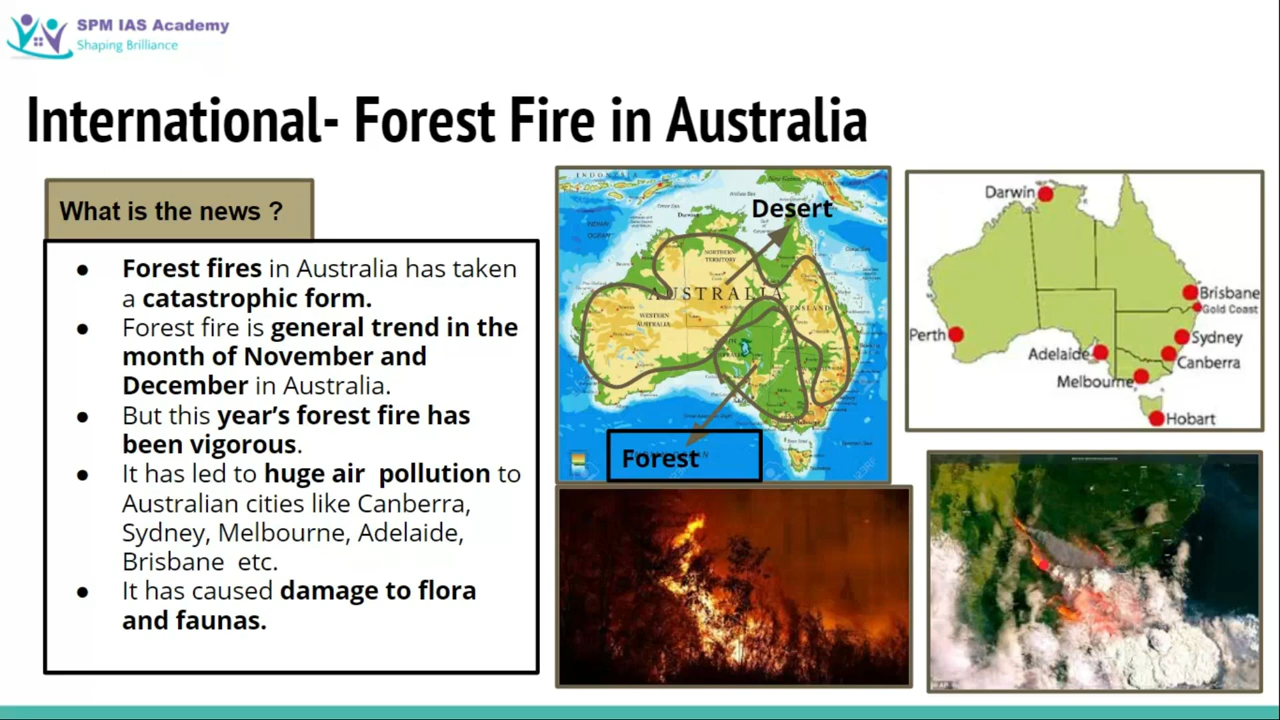 SPM IAS Academy
Shaping Brilliance
International- Forest Fire in Australia
What is the news ?
● Forest fires in Australia has taken
a catastrophic form.
● Forest fire is general trend in the
month of November and
December in Australia.
● But this year's forest fire has
been vigorous.
● It has led to huge air pollution to
Australian cities like Canberra,
Sydney, Melbourne, Adelaide,
Brisbane etc.
● It has caused damage to flora
and faunas.
INDONESIA
Desert
Darwin
INDIAN
OCEAN
NORTHERN
TERRITORY
AUSTRALIA
WESTERN
AUSTRALIA
Forest
Darwin
Brisbane
Gold Coast
Perth
Sydney
Adelaide
Canberra
Melbourne
Hobart